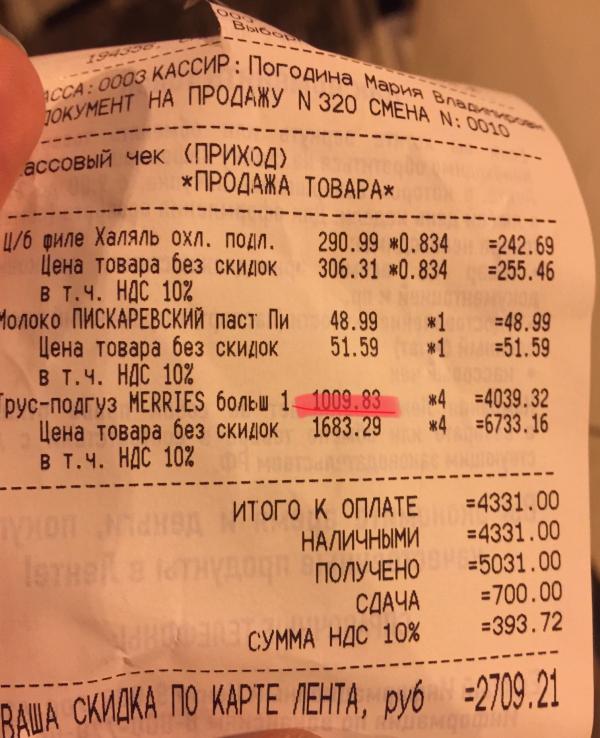 194356,
Выбор
АССА: 0003 КАССИР: Погодина Мария Владимировн
ДОКУМЕНТ НА ПРОДАЖУ N 320 СМЕНА N: 0010
ассовый чек (ПРИХОД)
*ПРОДАЖА ТОВАРА*
Ц/б филе Халяль охл. подл. 290.99 *0.834 =242.69
Цена товара без скидок 306.31 *0.834 =255.46
в т.ч. НДС 10%
Молоко ПИСКАРЕВСКИЙ паст Пи 48.99 *1 =48.99
Цена товара без скидок 51.59 *1 =51.59
в т.ч. НДС 10%
Трус-подгуз MERRIES больш 1 1009.83 *4 =4039.32
Цена товара без скидок 1683.29 *4 =6733.16
в т.ч. НДС 10%
ИТОГО К ОПЛАТЕ =4331.00
НАЛИЧНЫМИ =4331.00
ПОЛУЧЕНО =5031.00
СДАЧА =700.00
СУММА НДС 10% =393.72
ВАША СКИДКА ПО КАРТЕ ЛЕНТА, руб =2709.21